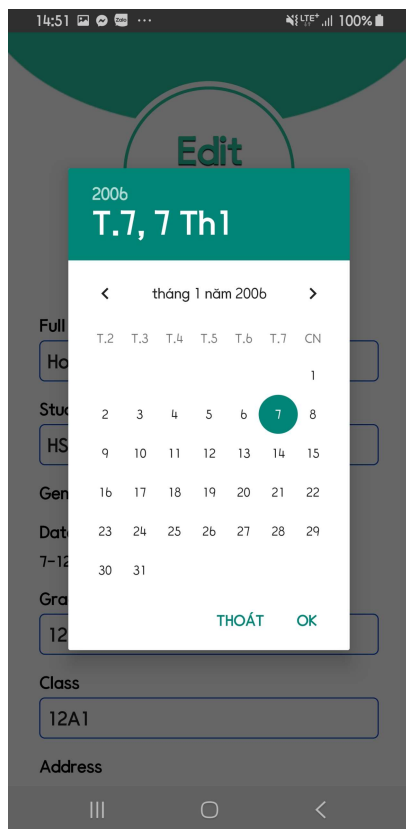 14:51 Zalo ... LTE+ 100%
Edit
2006
T.7, 7 Th1
tháng 1 năm 2006
Full
T.2 T.3 T.4 T.5 T.6 T.7 CN
Ho
1
Stud
2 3 4 5 6 7 8
HS
9 10 11 12 13 14 15
Gen
16 17 18 19 20 21 22
Date
23 24 25 26 27 28 29
7-12
30 31
Gra
THOÁT OK
12
Class
12A1
Address